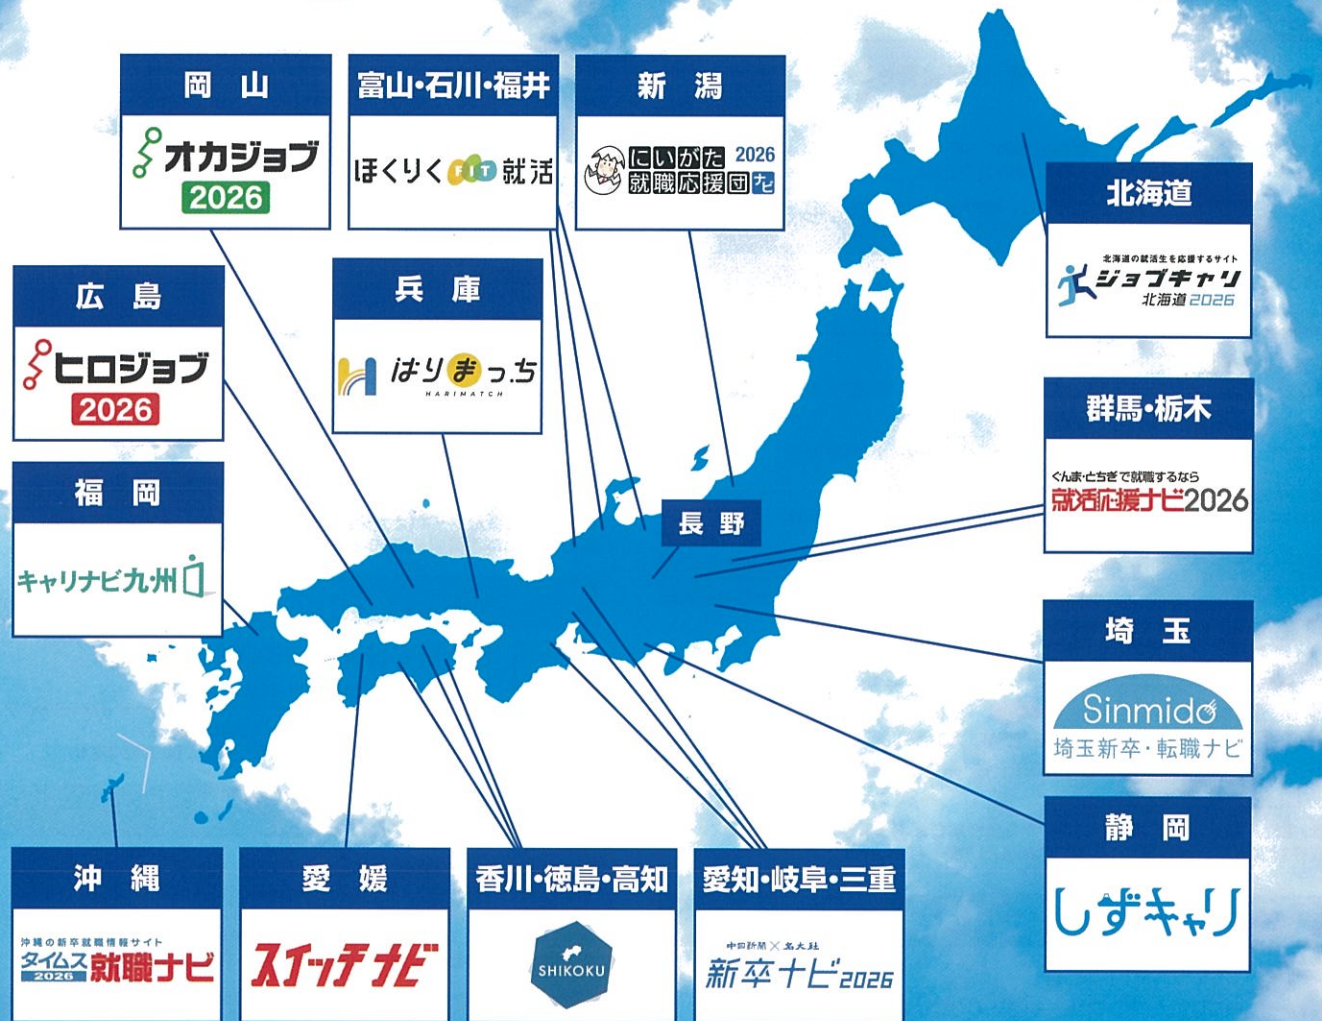 岡 山
オカジョブ
2026
富山・石川・福井
ほくりくFIT就活
新 潟
にいがた 2026
就職応援団ナビ
北海道
北海道の就活生を応援するサイト
ジョブキャリ
北海道2026
広 島
ヒロジョブ
2026
兵 庫
はりまっち
HARIMATCH
群馬・栃木
ぐんま・とちぎで就職するなら
就活応援ナビ2026
福 岡
キャリナビ九州
長 野
埼 玉
Sinmido
埼玉新卒・転職ナビ
静 岡
しずキャリ
沖 縄
沖縄の新卒就職情報サイト
タイムス
2026
就職ナビ
愛 媛
スイッチナビ
香川・徳島・高知
SHIKOKU
愛知・岐阜・三重
中日新聞×名大社
新卒ナビ2026